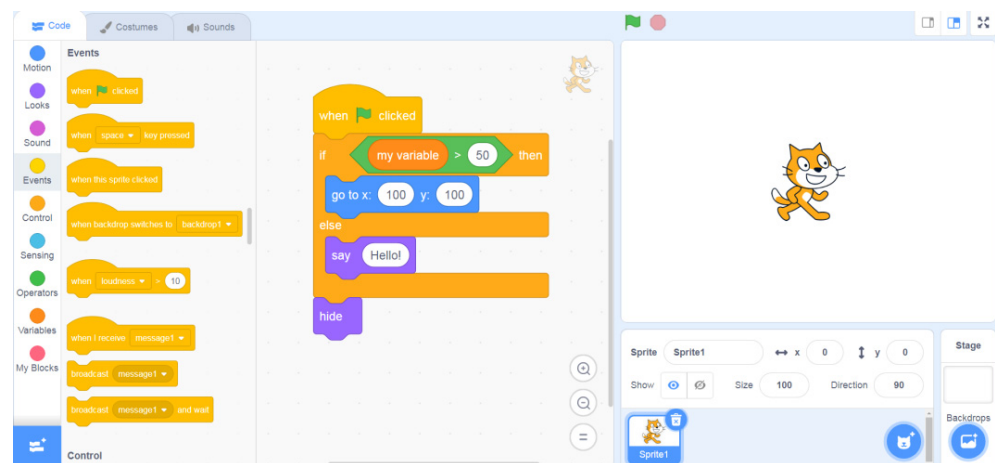 Code Costumes Sounds
Motion
Looks
Sound
Events
Control
Sensing
Operators
Variables
My Blocks
Events
when clicked
when space key pressed
when this sprite clicked
when backdrop switches to backdrop1
when loudness > 10
when I receive message1
broadcast message1
broadcast message1 and wait
Control
when clicked
if my variable > 50 then
go to x: 100 y: 100
else
say Hello!
hide
Sprite Sprite1 x 0 y 0
Show Size 100 Direction 90
Sprite1
Stage
Backdrops